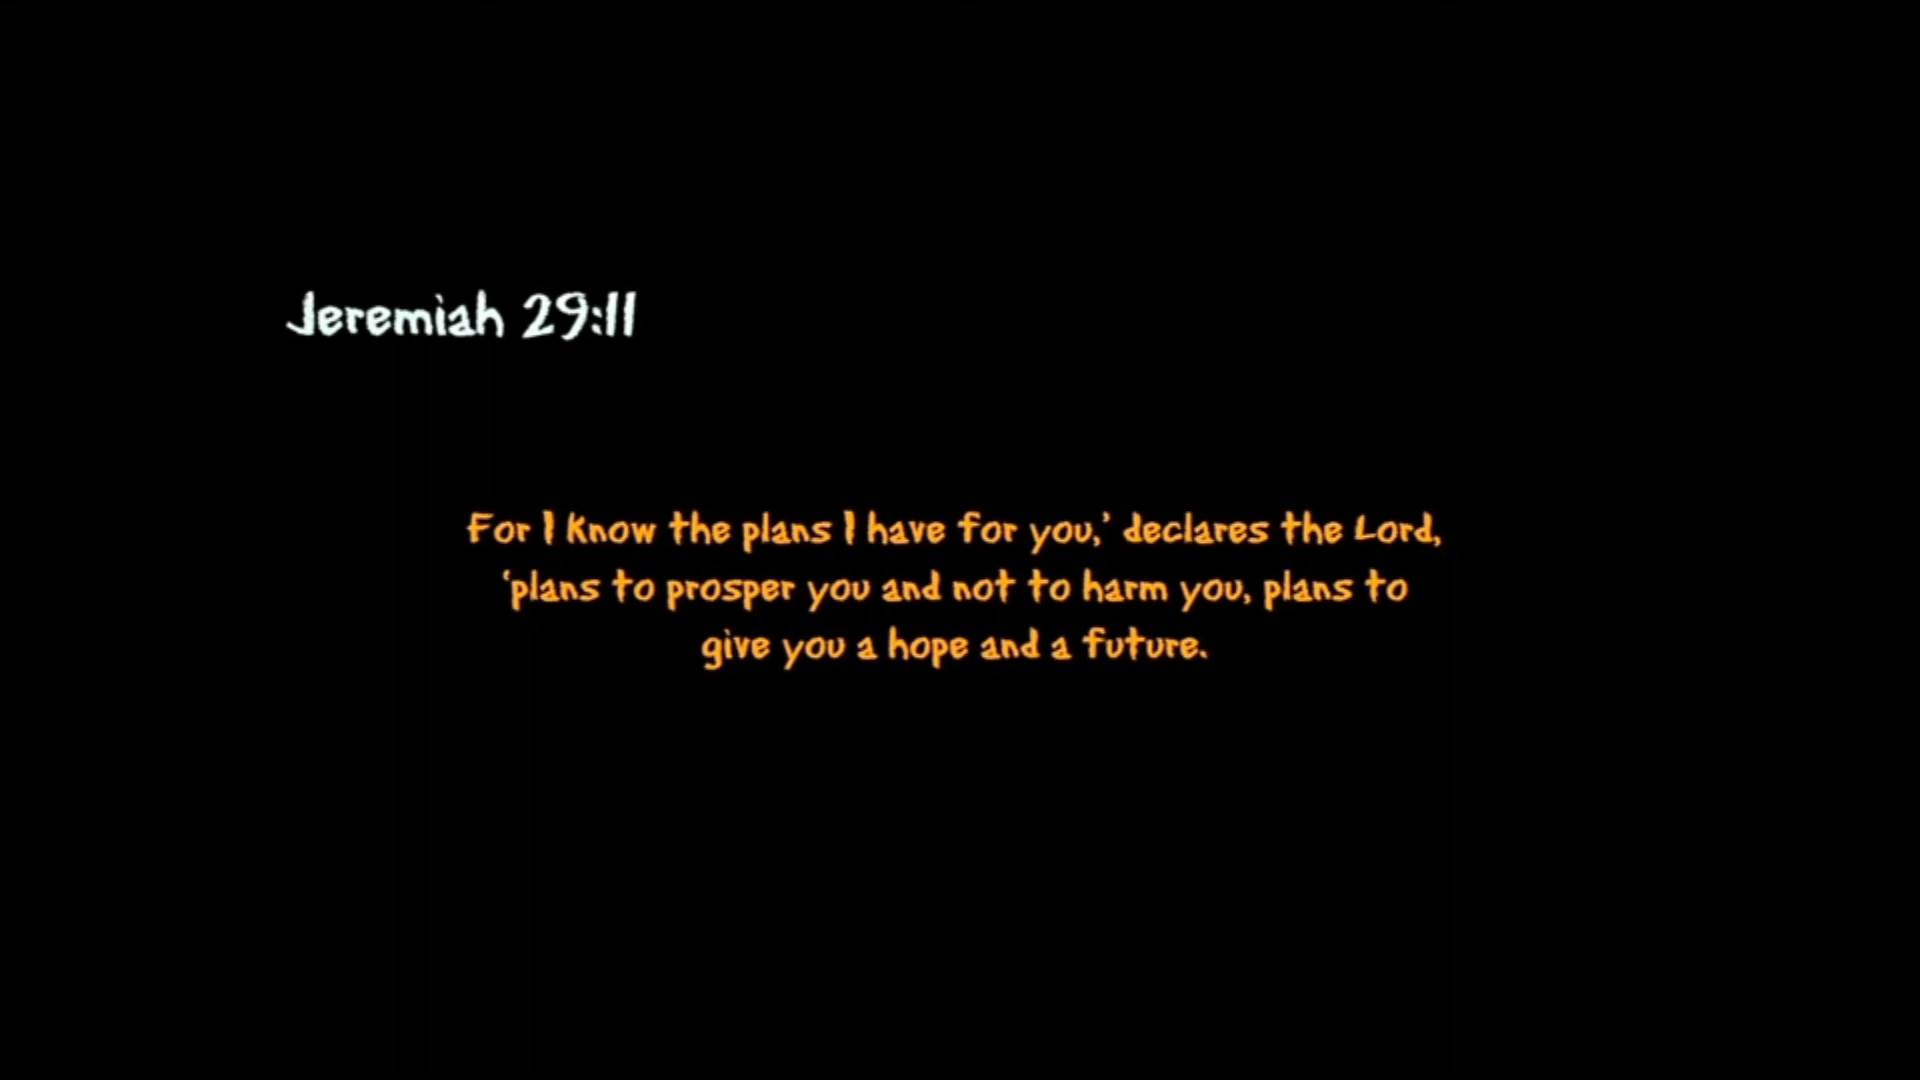 Jeremiah 29:11
For I know the plans I have for you,’ declares the Lord,
‘plans to prosper you and not to harm you, plans to
give you a hope and a future.